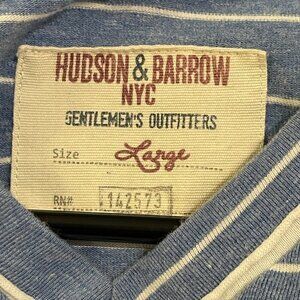 HUDSON & BARROW
NYC
GENTLEMEN'S OUTFITTERS
Size Large
RN# 142573